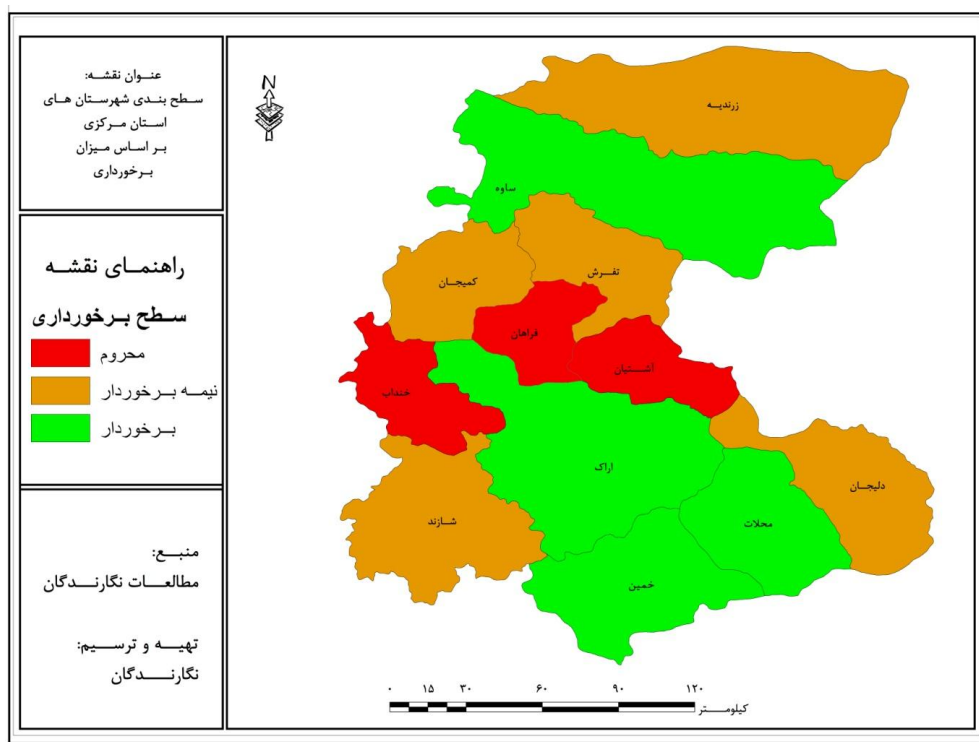 عنوان نقشه:
سطح بندی شهرستان های
استان مرکزی
بر اساس میزان
برخورداری
راهنمای نقشه
سطح برخورداری
محروم
نیمه برخوردار
برخوردار
منبع:
مطالعات نگارندگان
تهیه و ترسیم:
نگارندگان
N
زرندیه
ساوه
تفرش
کمیجان
فراهان
آشتیان
خنداب
اراک
دلیجان
محلات
شازند
خمین
۰ ۱۵ ۳۰ ۶۰ ۹۰ ۱۲۰
کیلومتر